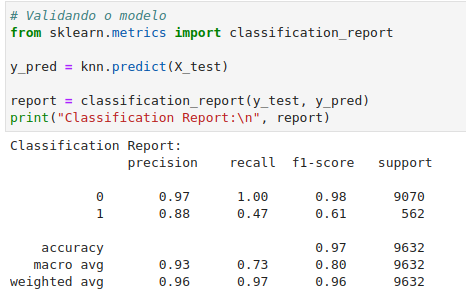 # Validando o modelo
from sklearn.metrics import classification_report
y_pred = knn.predict(X_test)
report = classification_report(y_test, y_pred)
print("Classification Report:\n", report)
Classification Report:
precision recall f1-score support
0 0.97 1.00 0.98 9070
1 0.88 0.47 0.61 562
accuracy 0.97 9632
macro avg 0.93 0.73 0.80 9632
weighted avg 0.96 0.97 0.96 9632